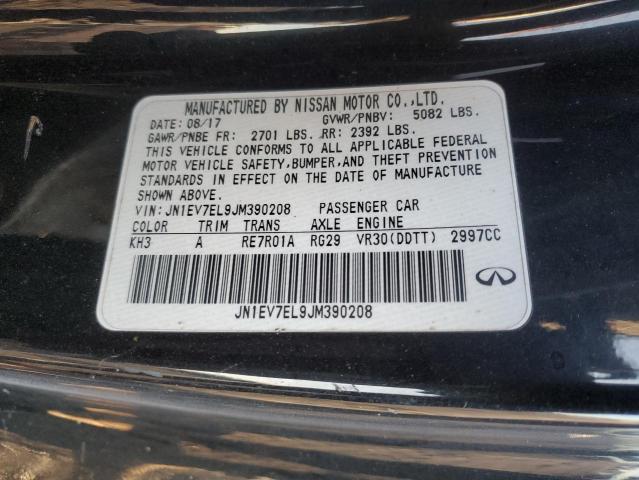 MANUFACTURED BY NISSAN MOTOR CO.,LTD.
DATE: 08/17 GVWR/PNBV: 5082 LBS.
GAWR/PNBE FR: 2701 LBS. RR: 2392 LBS.
THIS VEHICLE CONFORMS TO ALL APPLICABLE FEDERAL
MOTOR VEHICLE SAFETY,BUMPER,AND THEFT PREVENTION
STANDARDS IN EFFECT ON THE DATE OF MANUFACTURE
SHOWN ABOVE.
VIN: JN1EV7EL9JM390208 PASSENGER CAR
COLOR TRIM TRANS AXLE ENGINE
KH3 A RE7R01A RG29 VR30(DDTT) 2997CC
JN1EV7EL9JM390208